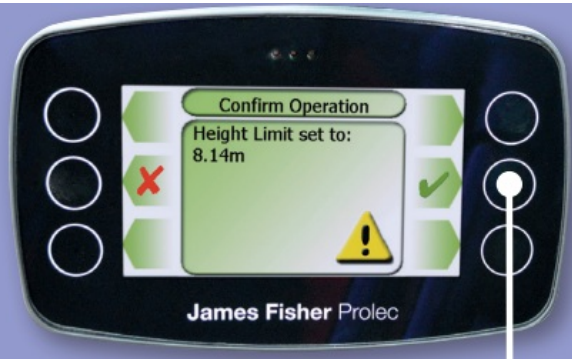 Confirm Operation
Height Limit set to:
8.14m
James Fisher Prolec